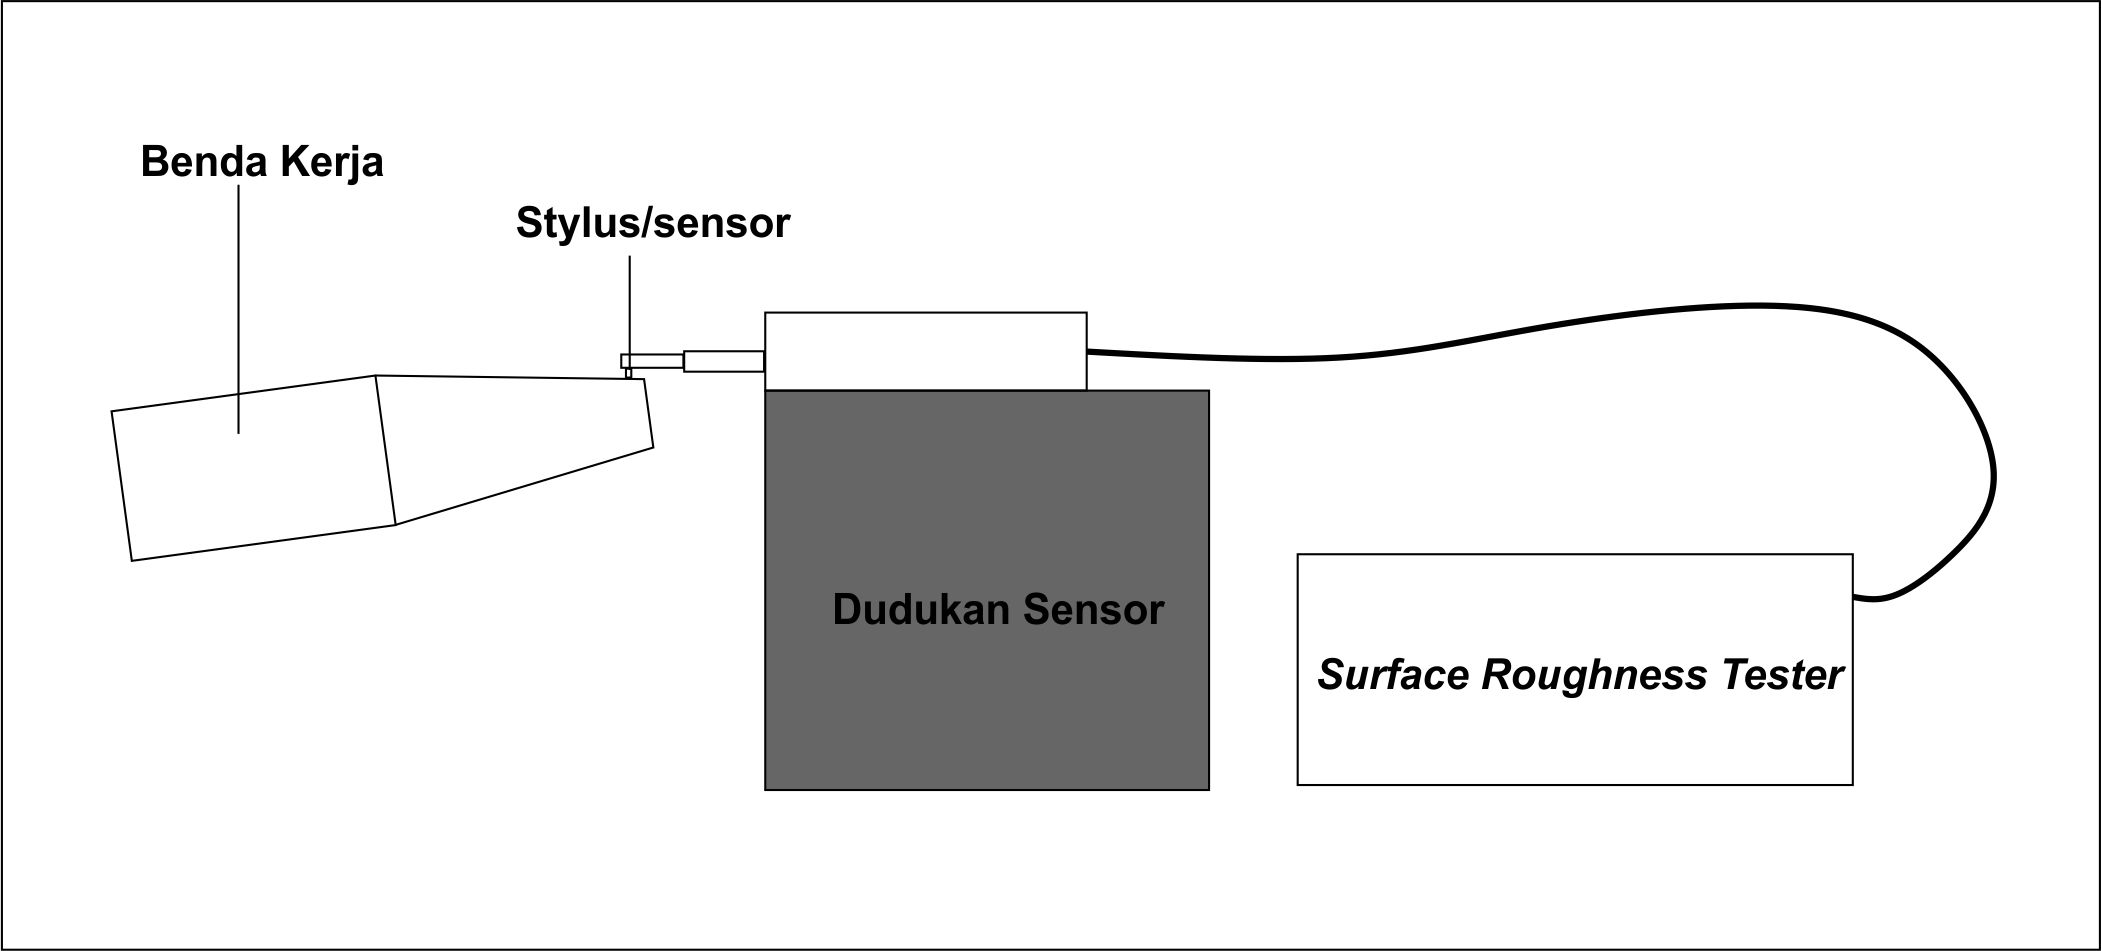 Benda Kerja
Stylus/sensor
Dudukan Sensor
Surface Roughness Tester